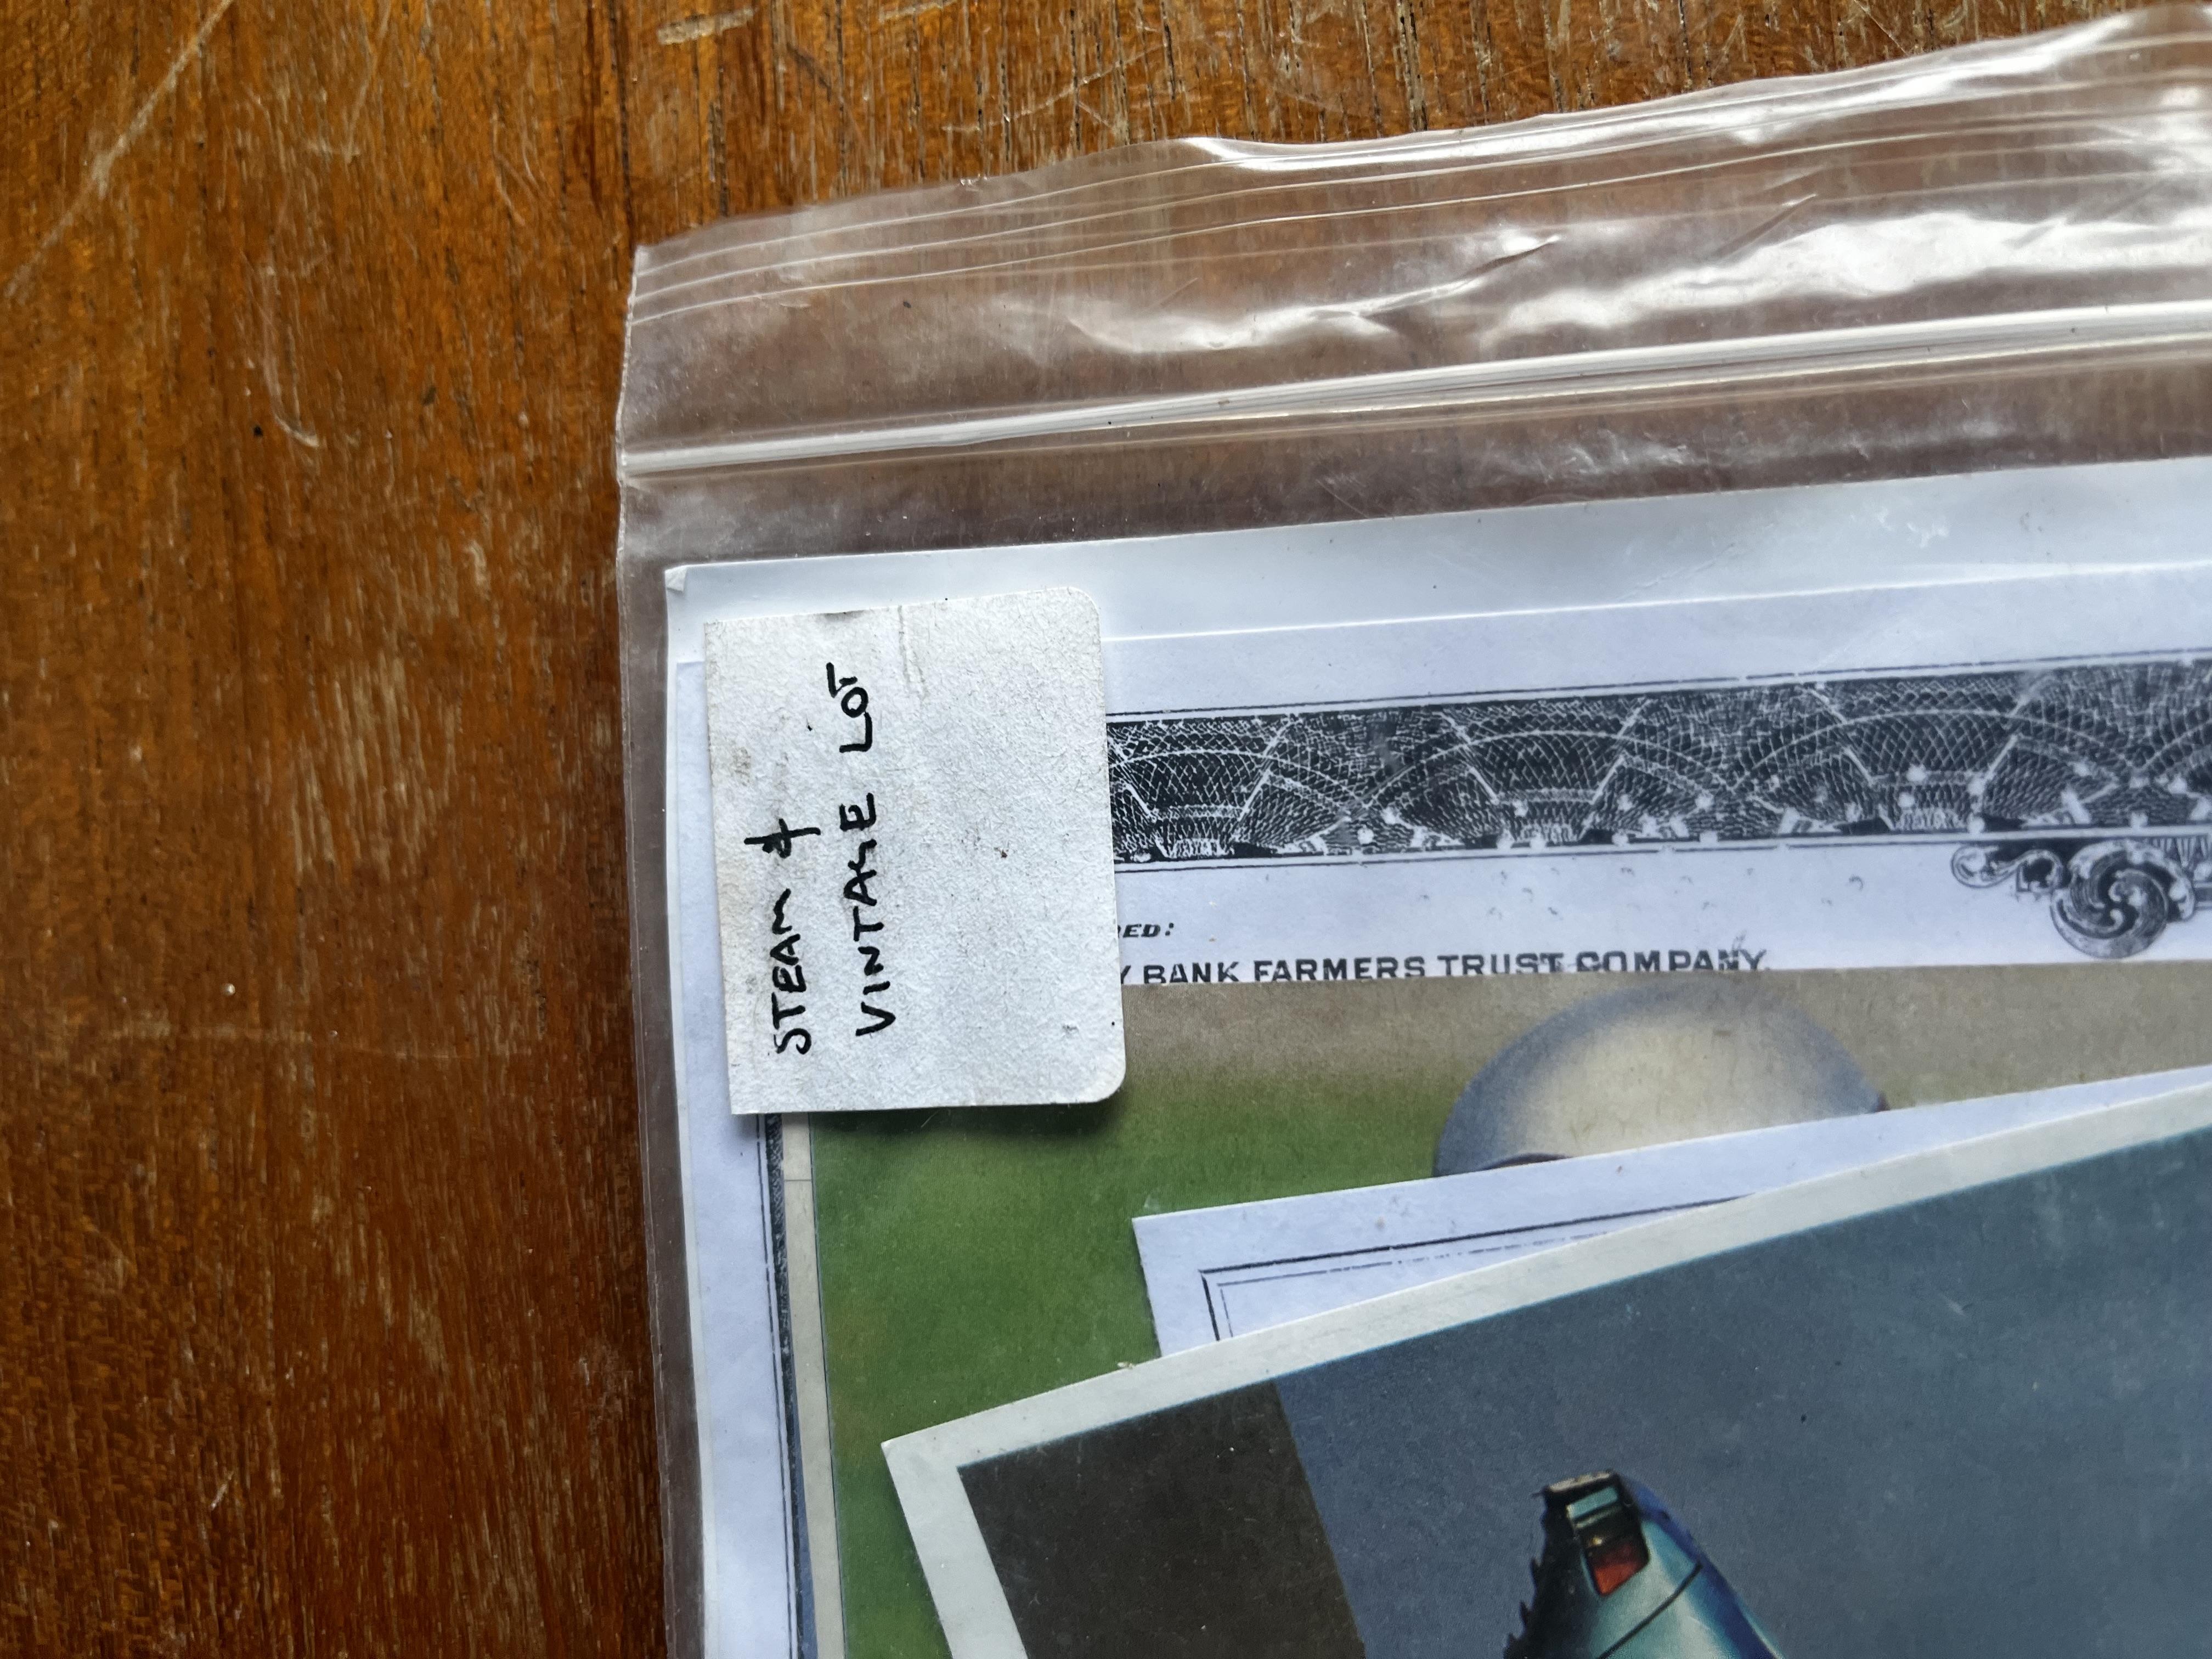 STEAM &
VINTAGE LOT
BANK FARMERS TRUST COMPANY